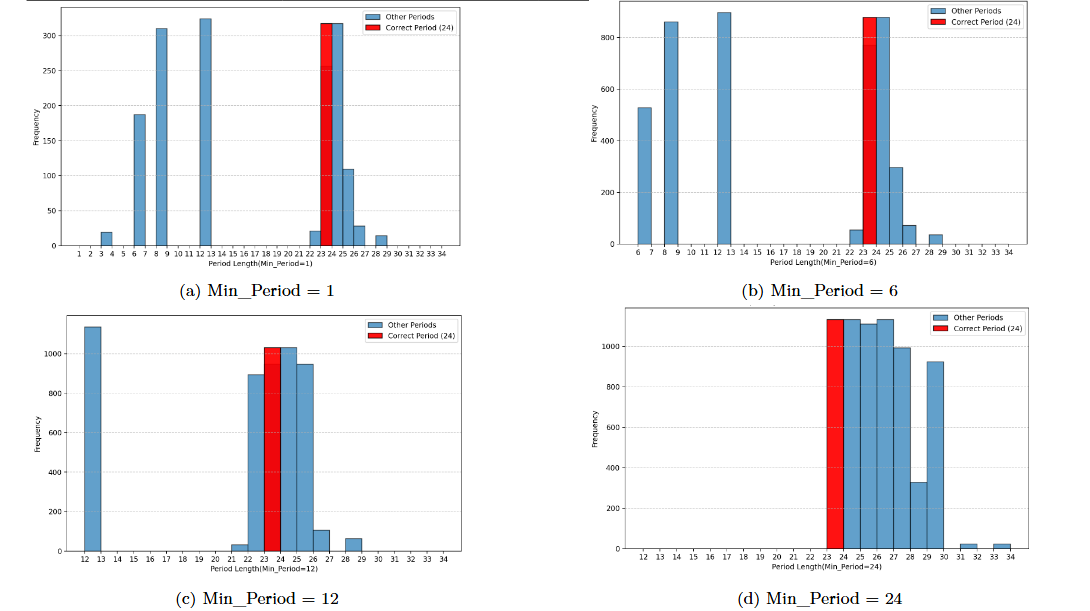 Other Periods
Correct Period (24)
Frequency
300
250
200
150
100
50
0
1 2 3 4 5 6 7 8 9 10 11 12 13 14 15 16 17 18 19 20 21 22 23 24 25 26 27 28 29 30 31 32 33 34
Period Length(Min_Period=1)
(a) Min_Period = 1
Other Periods
Correct Period (24)
Frequency
800
600
400
200
0
6 7 8 9 10 11 12 13 14 15 16 17 18 19 20 21 22 23 24 25 26 27 28 29 30 31 32 33 34
Period Length(Min_Period=6)
(b) Min_Period = 6
Other Periods
Correct Period (24)
Frequency
1000
800
600
400
200
0
12 13 14 15 16 17 18 19 20 21 22 23 24 25 26 27 28 29 30 31 32 33 34
Period Length(Min_Period=12)
(c) Min_Period = 12
Other Periods
Correct Period (24)
Frequency
1000
800
600
400
200
0
12 13 14 15 16 17 18 19 20 21 22 23 24 25 26 27 28 29 30 31 32 33 34
Period Length(Min_Period=24)
(d) Min_Period = 24